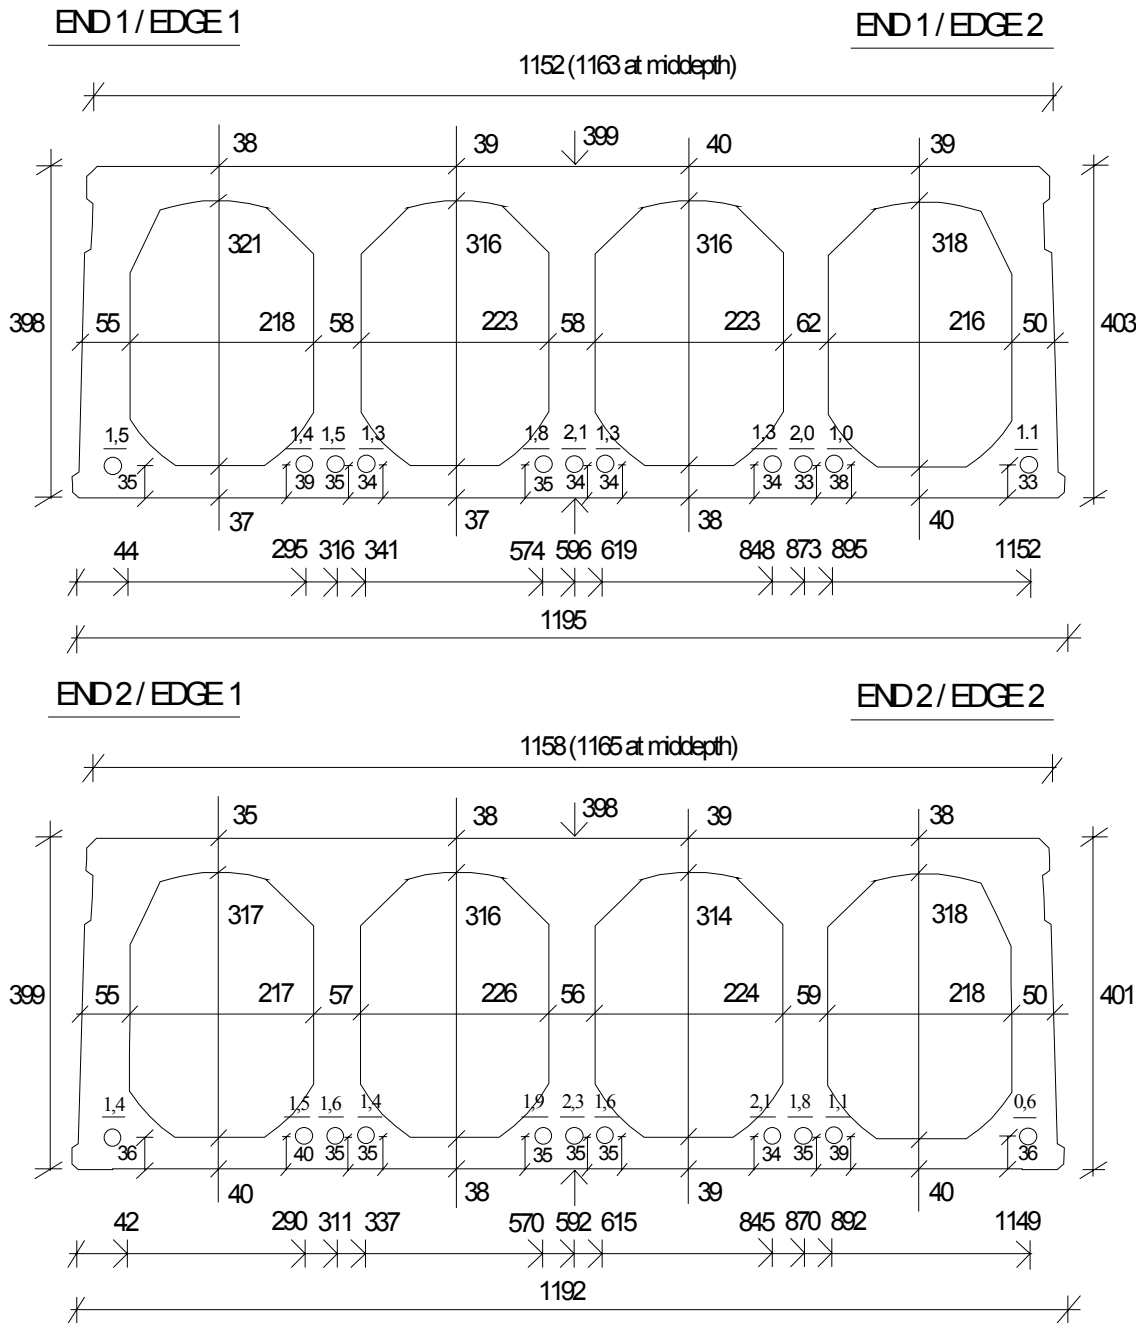 END 1 / EDGE 1 END 1 / EDGE 2
1152 (1163 at middepth)
38 39 399 40 39
321 316 316 318
398 55 218 58 223 58 223 62 216 50 403
1,5 1,4 1,5 1,3 1,8 2,1 1,3 1.3 2,0 1,0 1.1
35 39 35 34 35 34 34 34 33 38 33
37 37 38 40
44 295 316 341 574 596 619 848 873 895 1152
1195
END 2 / EDGE 1 END 2 / EDGE 2
1158 (1165 at middepth)
35 38 398 39 38
317 316 314 318
399 55 217 57 226 56 224 59 218 50 401
1,4 1,5 1,6 1,4 1,9 2,3 1,6 2,1 1,8 1,1 0,6
36 40 35 35 35 35 35 34 35 39 36
40 38 39 40
42 290 311 337 570 592 615 845 870 892 1149
1192